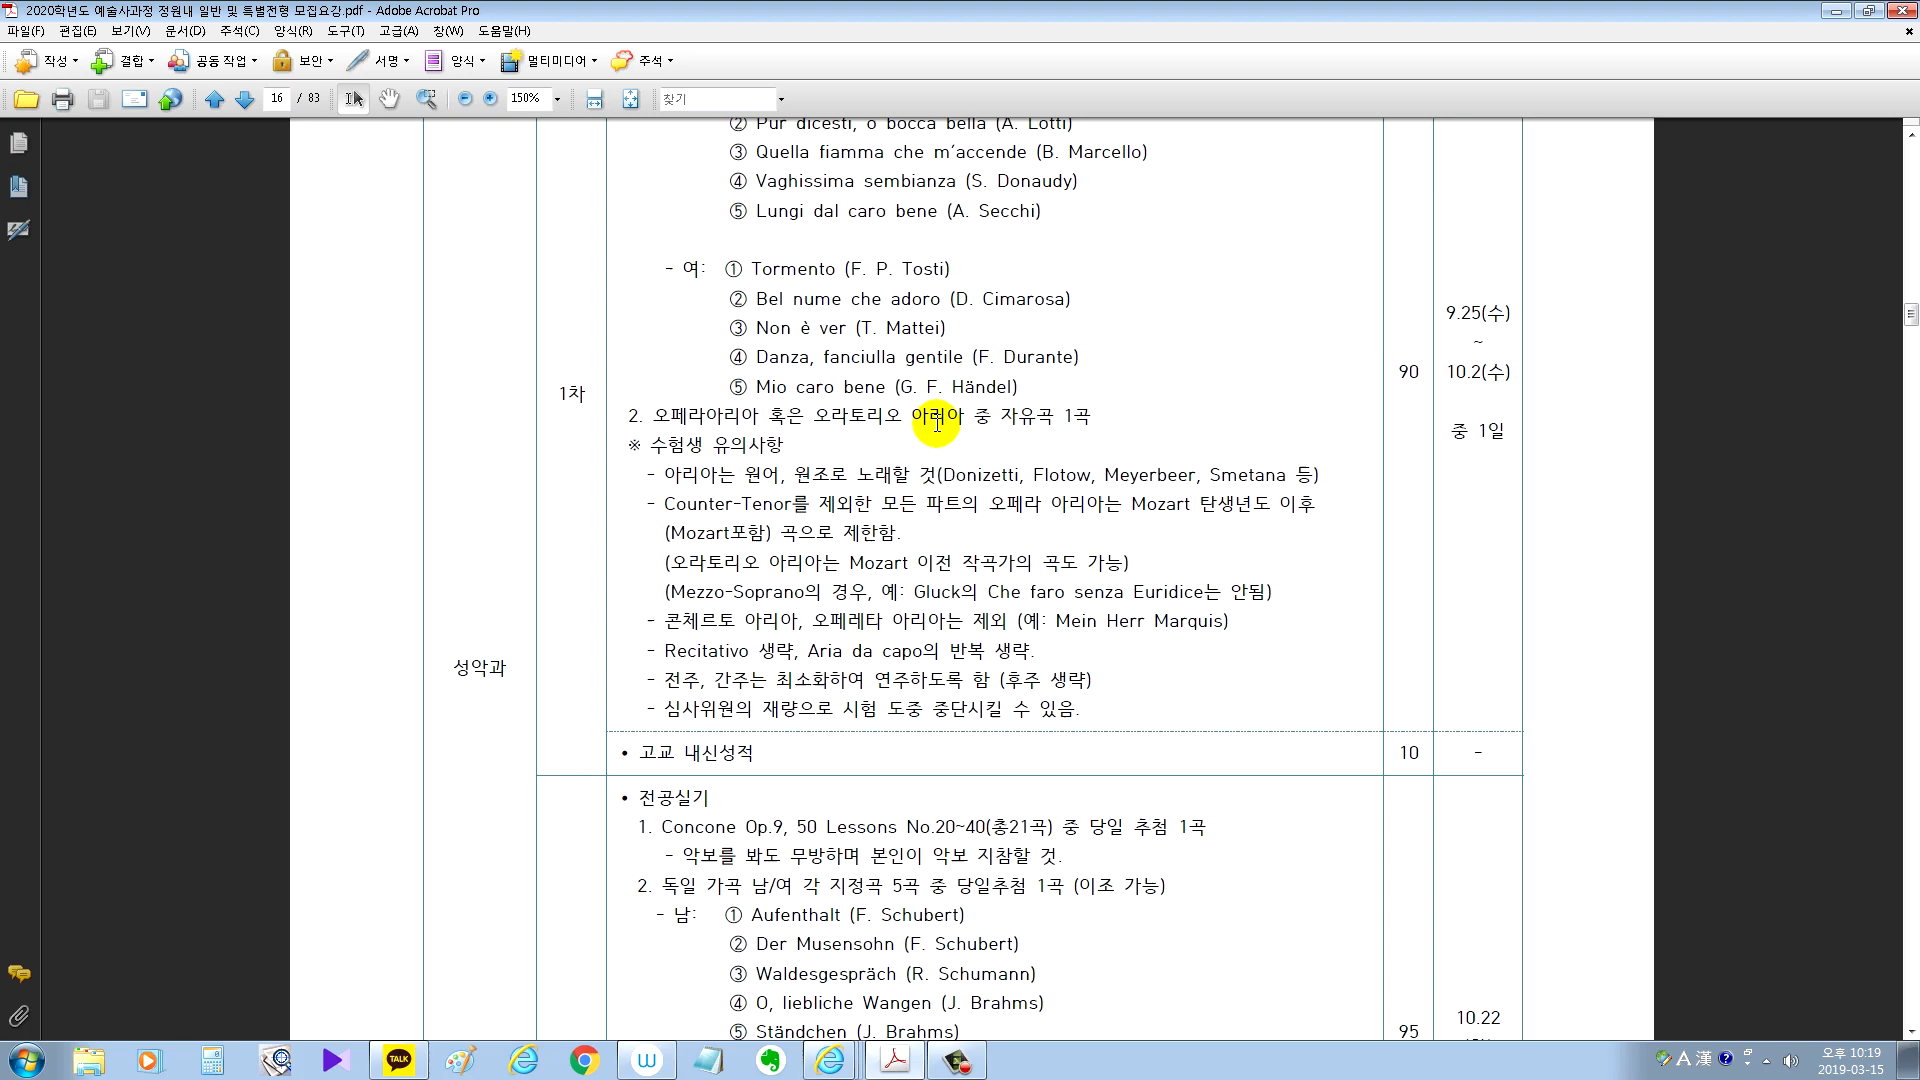 2020학년도 예술사과정 정원내 일반 및 특별전형 모집요강.pdf - Adobe Acrobat Pro
파일(F) 편집(E) 보기(V) 문서(D) 주석(C) 양식(R) 도구(T) 고급(A) 창(W) 도움말(H)
작성 결합 공동 작업 보안 서명 양식 멀티미디어 주석
16 / 83 150% 찾기
② Pur dicesti, o bocca bella (A. Lotti)
③ Quella fiamma che m'accende (B. Marcello)
④ Vaghissima sembianza (S. Donaudy)
⑤ Lungi dal caro bene (A. Secchi)
- 여: ① Tormento (F. P. Tosti)
② Bel nume che adoro (D. Cimarosa)
③ Non è ver (T. Mattei)
④ Danza, fanciulla gentile (F. Durante)
⑤ Mio caro bene (G. F. Händel)
2. 오페라아리아 혹은 오라토리오 아리아 중 자유곡 1곡
※ 수험생 유의사항
- 아리아는 원어, 원조로 노래할 것(Donizetti, Flotow, Meyerbeer, Smetana 등)
- Counter-Tenor를 제외한 모든 파트의 오페라 아리아는 Mozart 탄생년도 이후
(Mozart포함) 곡으로 제한함.
(오라토리오 아리아는 Mozart 이전 작곡가의 곡도 가능)
(Mezzo-Soprano의 경우, 예: Gluck의 Che faro senza Euridice는 안됨)
- 콘체르토 아리아, 오페레타 아리아는 제외 (예: Mein Herr Marquis)
- Recitativo 생략, Aria da capo의 반복 생략.
- 전주, 간주는 최소화하여 연주하도록 함 (후주 생략)
- 심사위원의 재량으로 시험 도중 중단시킬 수 있음.
성악과
1차
90
9.25(수)
~
10.2(수)
중 1일
• 고교 내신성적 10 -
• 전공실기
1. Concone Op.9, 50 Lessons No.20~40(총21곡) 중 당일 추첨 1곡
- 악보를 봐도 무방하며 본인이 악보 지참할 것.
2. 독일 가곡 남/여 각 지정곡 5곡 중 당일추첨 1곡 (이조 가능)
- 남: ① Aufenthalt (F. Schubert)
② Der Musensohn (F. Schubert)
③ Waldesgespräch (R. Schumann)
④ O, liebliche Wangen (J. Brahms)
⑤ Ständchen (J. Brahms)
95
10.22
TALK
A 漢
오후 10:19
2019-03-15